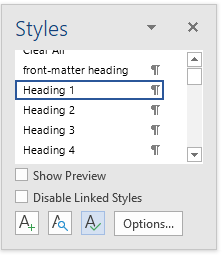 Styles
Clear All
front-matter heading ¶
Heading 1 ¶
Heading 2 ¶
Heading 3 ¶
Heading 4 ¶
Show Preview
Disable Linked Styles
Options...